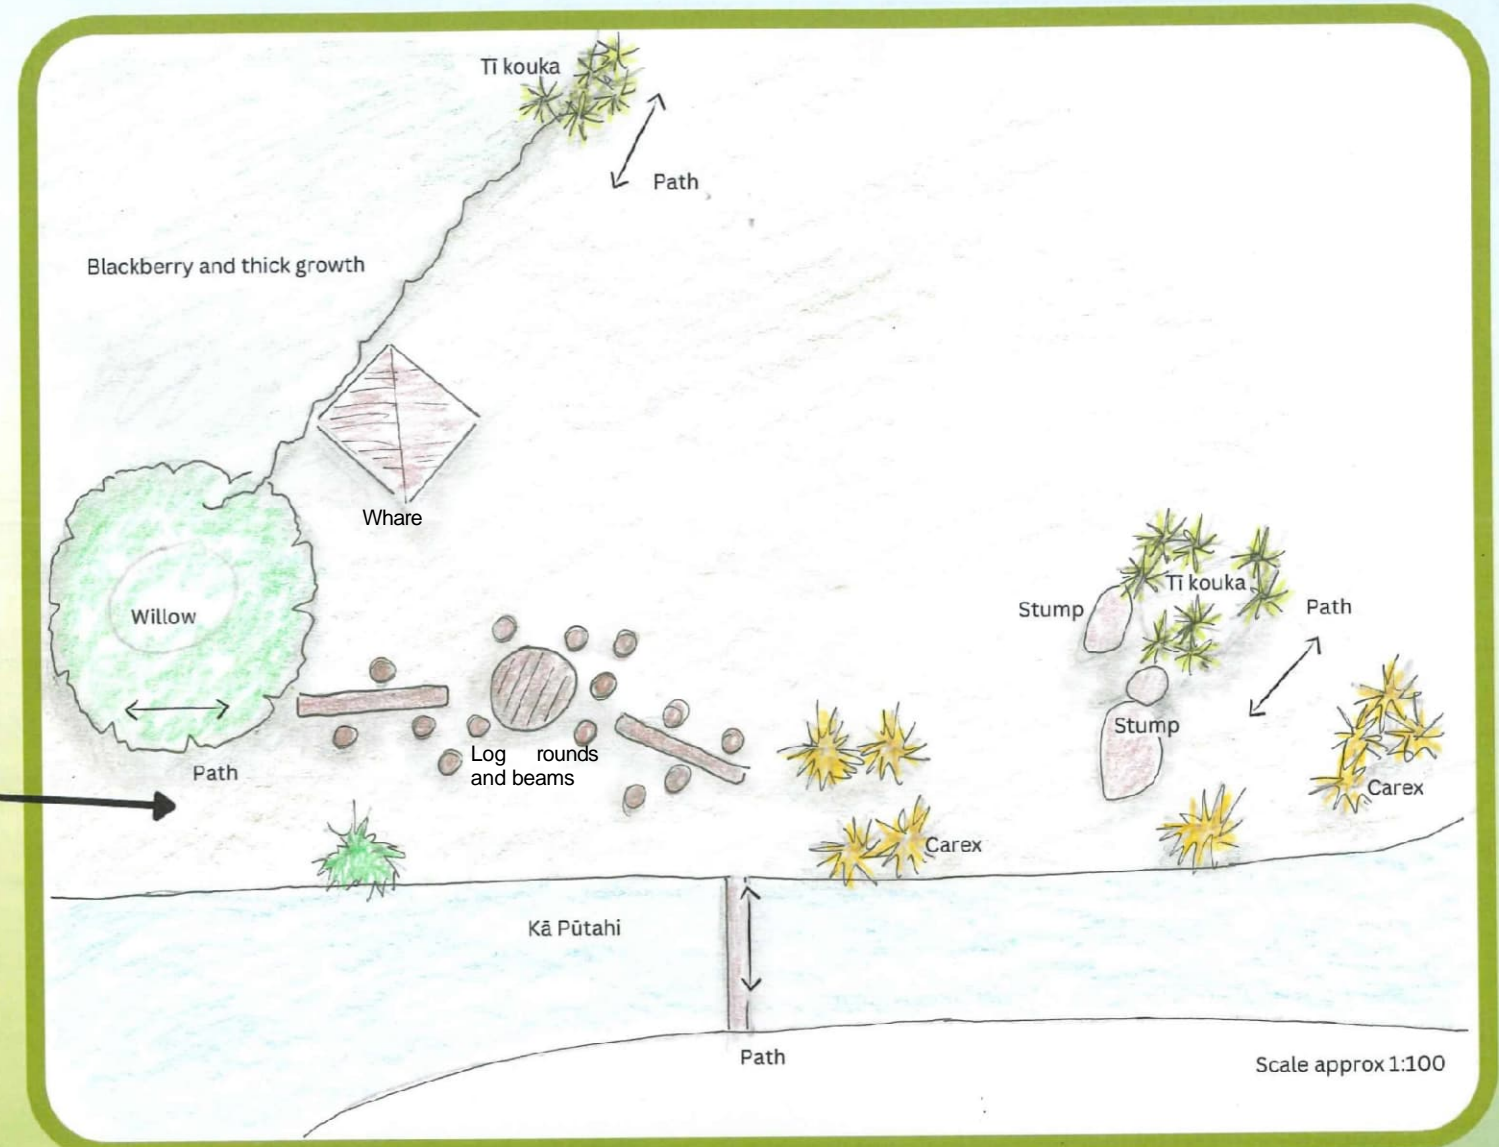 Tī kouka
Path
Blackberry and thick growth
Whare
Willow
Path
Log rounds
and beams
Stump
Tī kouka
Path
Stump
Carex
Carex
Kā Pūtahi
Path
Scale approx 1:100